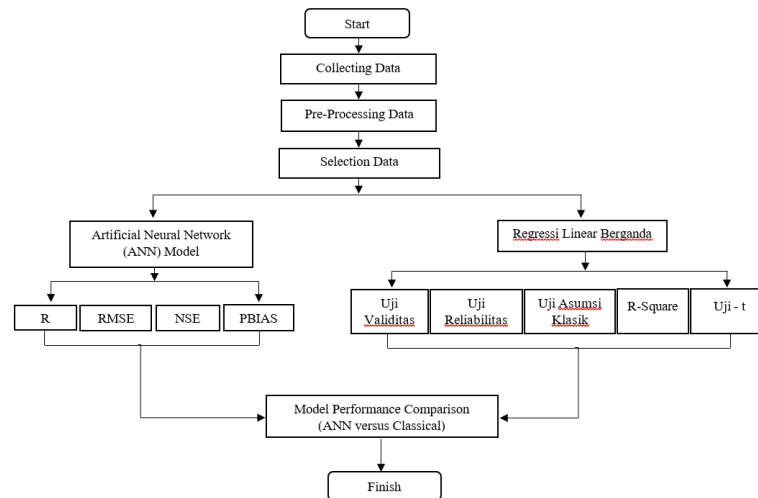 Start
Collecting Data
Pre-Processing Data
Selection Data
Artificial Neural Network
(ANN) Model
Regressi Linear Berganda
R
RMSE
NSE
PBIAS
Uji
Validitas
Uji
Reliabilitas
Uji Asumsi
Klasik
R-Square
Uji - t
Model Performance Comparison
(ANN versus Classical)
Finish